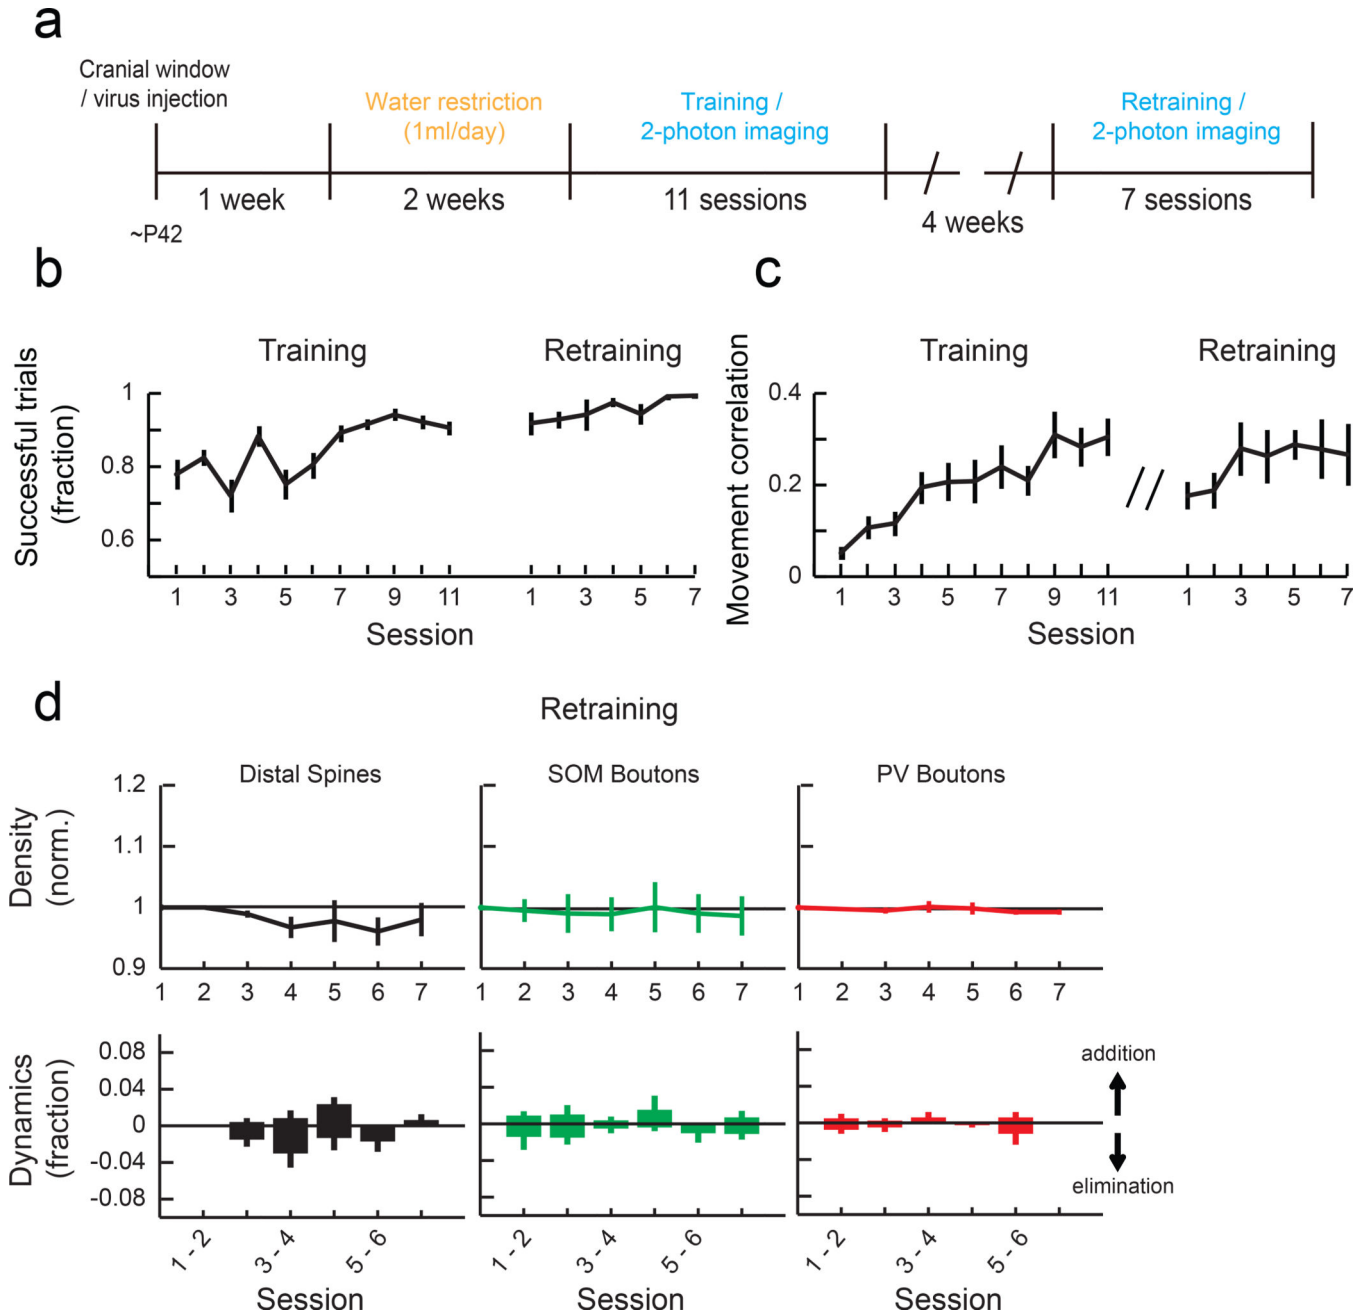 a
Cranial window
/ virus injection
Water restriction
(1ml/day)
Training /
2-photon imaging
Retraining /
2-photon imaging
1 week
2 weeks
11 sessions
4 weeks
7 sessions
~P42
b
Training
Retraining
Successful trials
(fraction)
1
0.8
0.6
1 3 5 7 9 11 1 3 5 7
Session
c
Training
Retraining
Movement correlation
0.4
0.2
0
1 3 5 7 9 11 1 3 5 7
Session
d
Retraining
Distal Spines
SOM Boutons
PV Boutons
Density
(norm.)
1.2
1.1
1
0.9
1 2 3 4 5 6 7
1 2 3 4 5 6 7
1 2 3 4 5 6 7
Dynamics
(fraction)
0.08
0.04
0
-0.04
-0.08
addition
elimination
1 - 2
3 - 4
5 - 6
1 - 2
3 - 4
5 - 6
1 - 2
3 - 4
5 - 6
Session
Session
Session